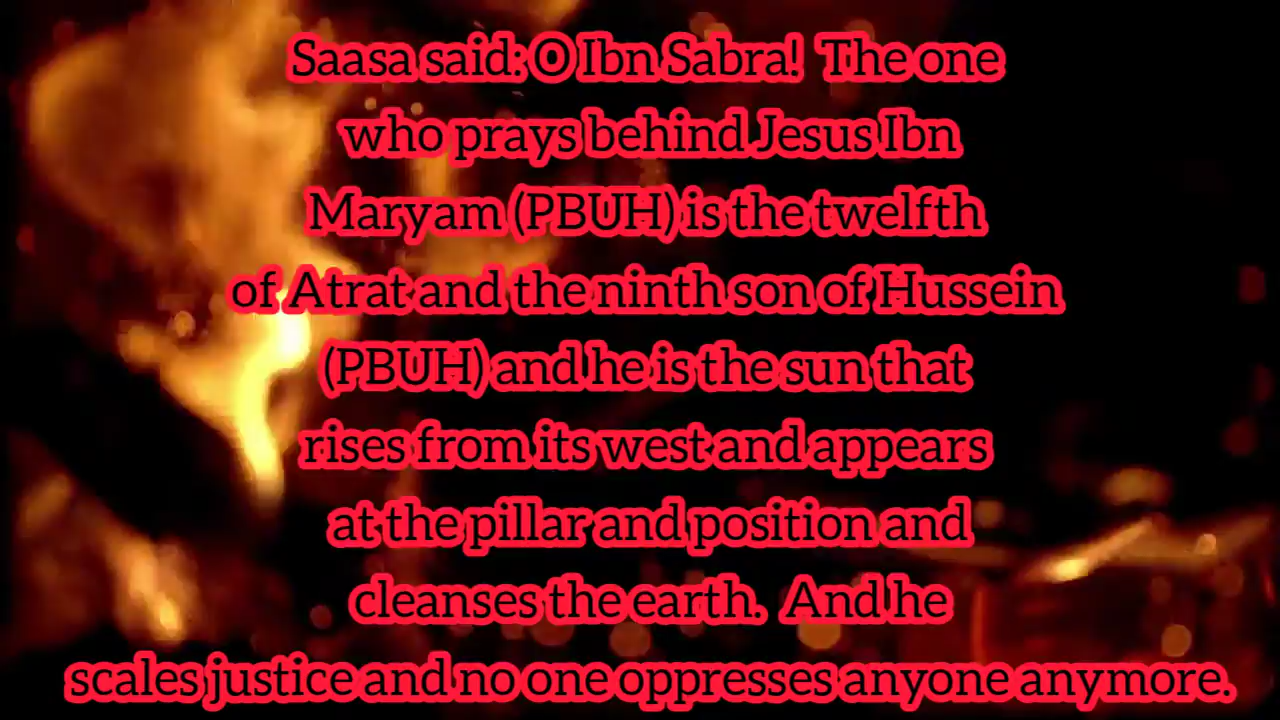 Saasa said: O Ibn Sabra! The one
who prays behind Jesus Ibn
Maryam (PBUH) is the twelfth
of Atrat and the ninth son of Hussein
(PBUH) and he is the sun that
rises from its west and appears
at the pillar and position and
cleanses the earth. And he
scales justice and no one oppresses anyone anymore.